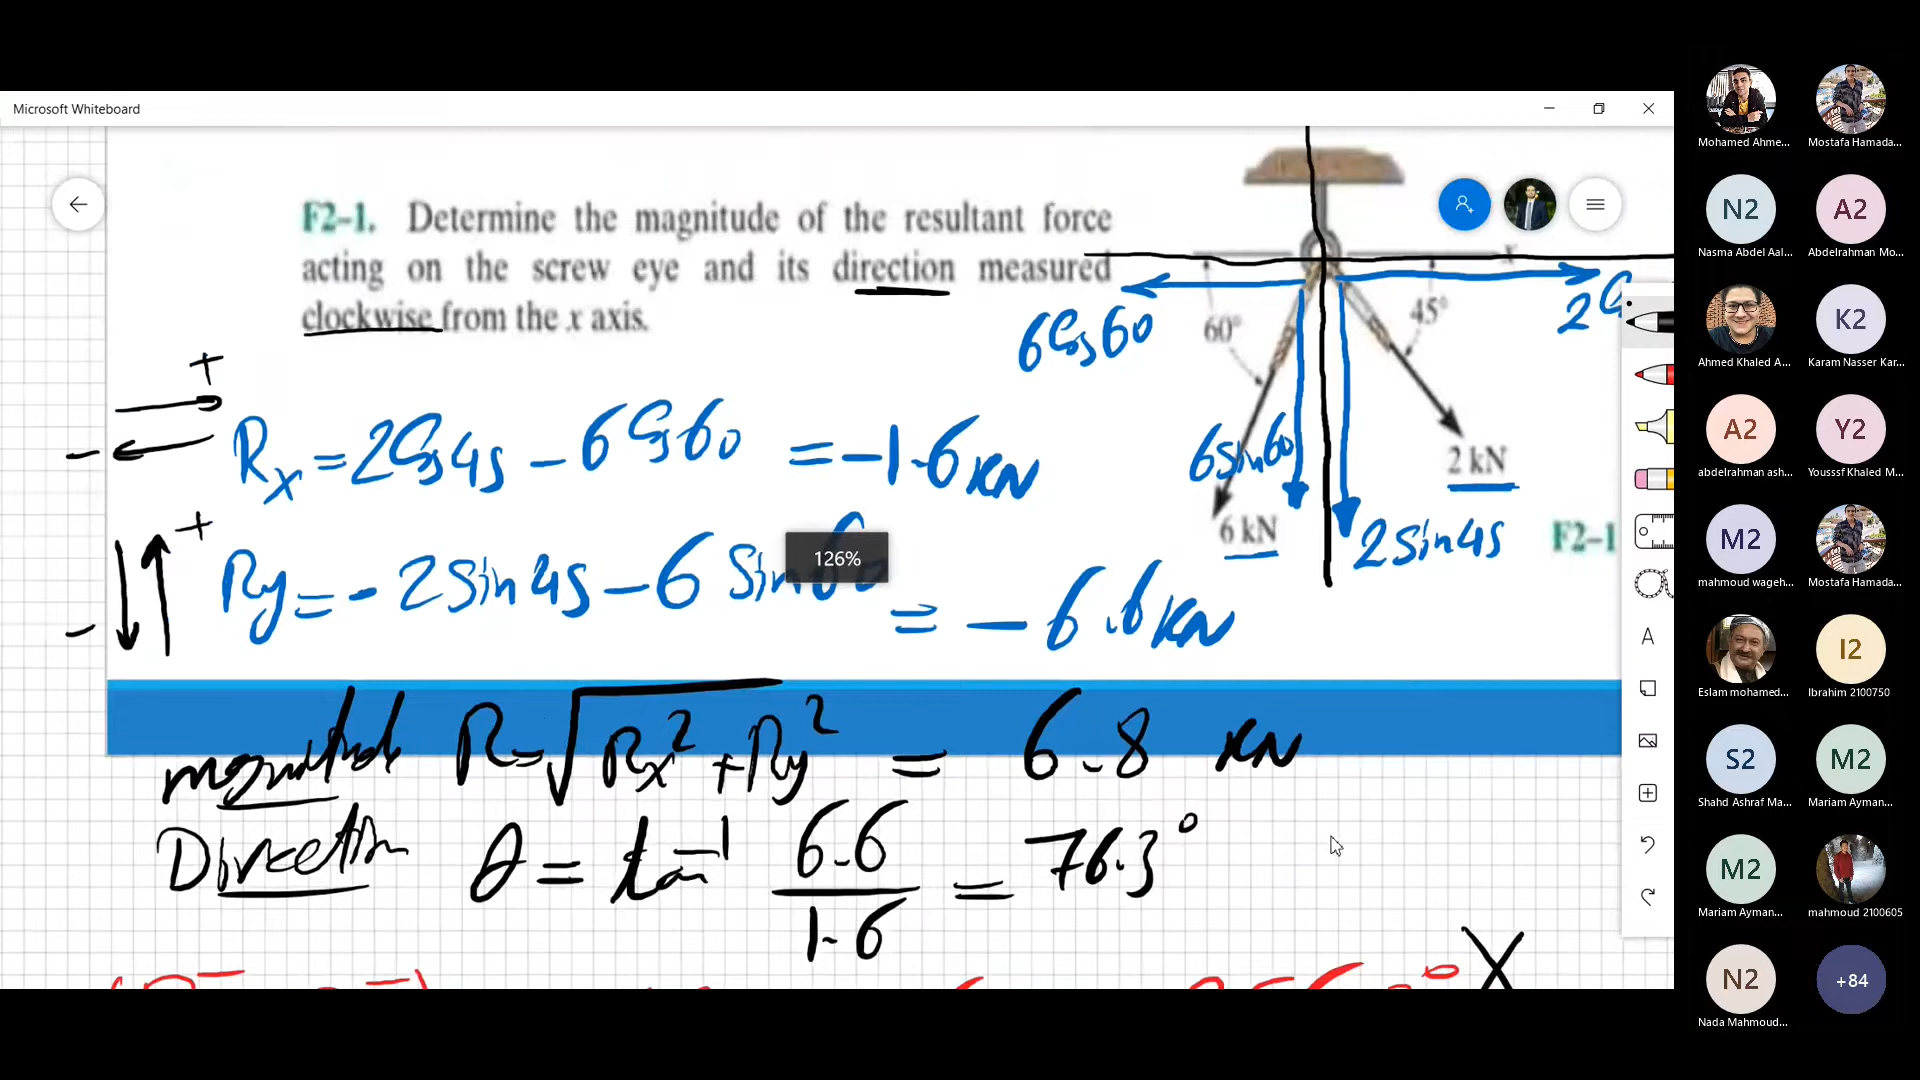 Microsoft Whiteboard
F2–1. Determine the magnitude of the resultant force
acting on the screw eye and its direction measured
clockwise from the x axis.
x
60°
45°
6 kN
2 kN
F2–1
6Cos60
2C
6sin60
2sin45
+
-
Rx = 2Cos45 - 6Cos60 = -1.6 KN
+
-
Ry = -2Sin45 - 6 Sin6
= -6.6 KN
126%
magnitude R = √Rx² + Ry² = 6.8 KN
Direction θ = tan⁻¹ 6.6 / 1.6 = 76.3°
X
A
Mohamed Ahme...
Mostafa Hamada...
N2
Nasma Abdel Aal...
A2
Abdelrahman Mo...
Ahmed Khaled A...
K2
Karam Nasser Kar...
A2
abdelrahman ash...
Y2
Yousssf Khaled M...
M2
mahmoud wageh...
Mostafa Hamada...
Eslam mohamed...
I2
Ibrahim 2100750
S2
Shahd Ashraf Ma...
M2
Mariam Ayman...
M2
Mariam Ayman...
mahmoud 2100605
N2
Nada Mahmoud...
+84